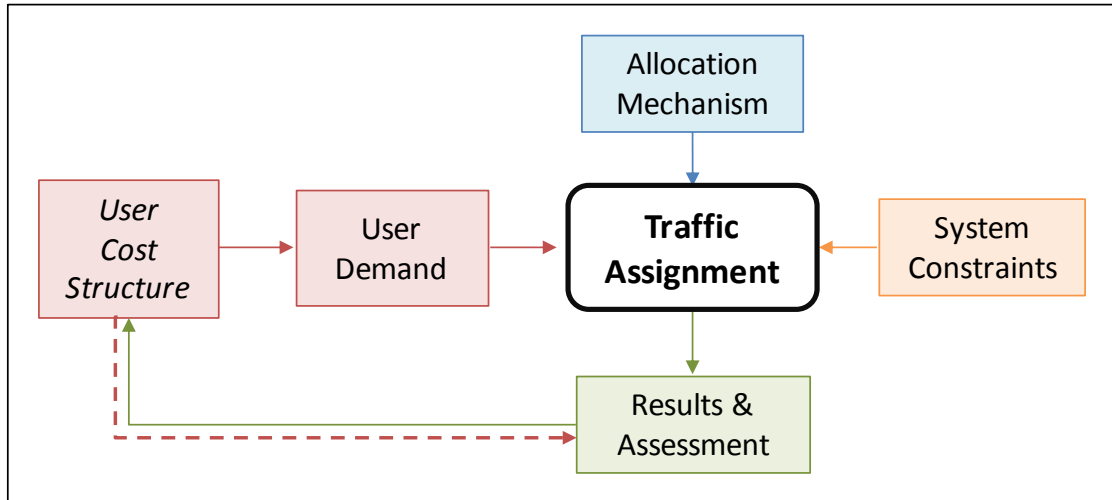 Allocation
Mechanism
User
Cost
Structure
User
Demand
Traffic
Assignment
System
Constraints
Results &
Assessment